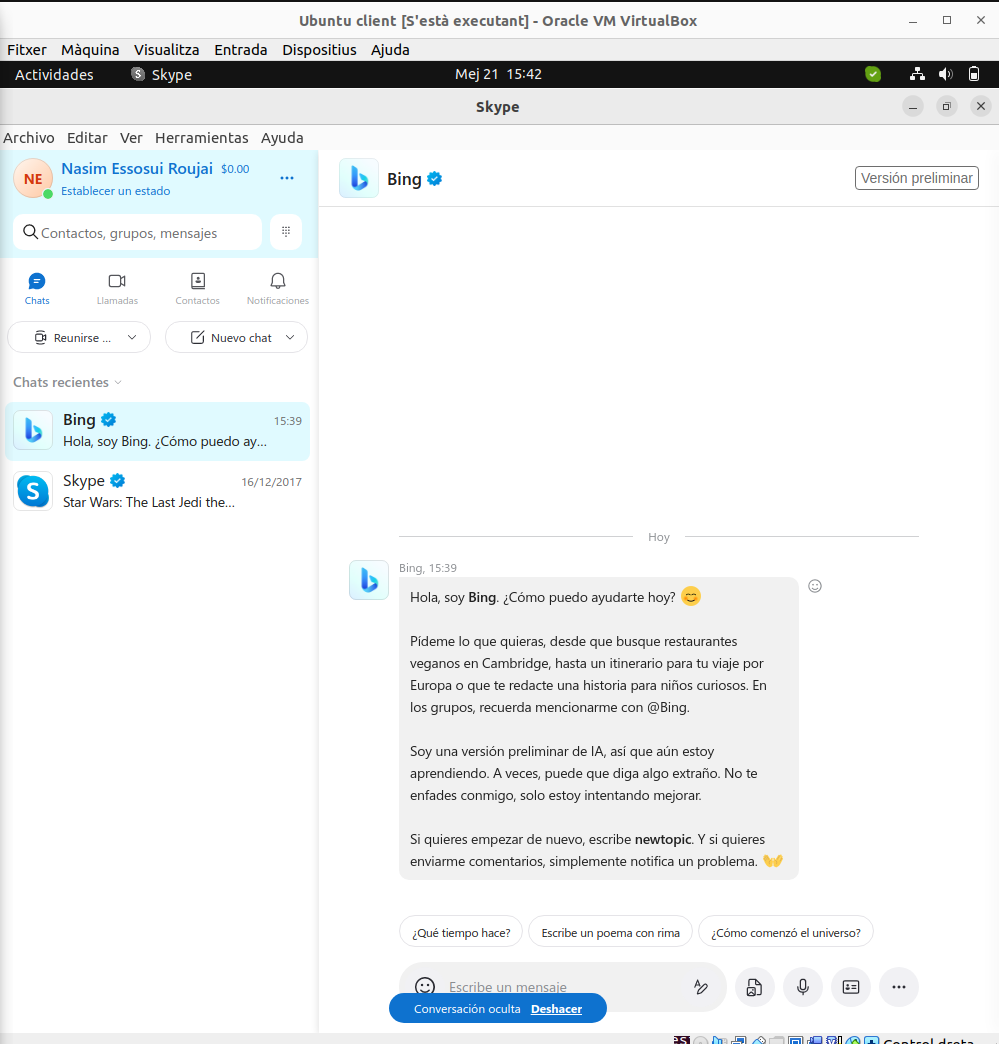 Ubuntu client [S'està executant] - Oracle VM VirtualBox
Fitxer Màquina Visualitza Entrada Dispositius Ajuda
Actividades Skype Mej 21 15:42
Skype
Archivo Editar Ver Herramientas Ayuda
NE
Nasim Essosui Roujai $0.00
Establecer un estado
Contactos, grupos, mensajes
Chats Llamadas Contactos Notificaciones
Reunirse ... Nuevo chat
Chats recientes
Bing 15:39
Hola, soy Bing. ¿Cómo puedo ay...
Skype 16/12/2017
Star Wars: The Last Jedi the...
Bing Versión preliminar
Hoy
Bing, 15:39
Hola, soy Bing. ¿Cómo puedo ayudarte hoy?
Pídeme lo que quieras, desde que busque restaurantes
veganos en Cambridge, hasta un itinerario para tu viaje por
Europa o que te redacte una historia para niños curiosos. En
los grupos, recuerda mencionarme con @Bing.
Soy una versión preliminar de IA, así que aún estoy
aprendiendo. A veces, puede que diga algo extraño. No te
enfades conmigo, solo estoy intentando mejorar.
Si quieres empezar de nuevo, escribe newtopic. Y si quieres
enviarme comentarios, simplemente notifica un problema.
¿Qué tiempo hace? Escribe un poema con rima ¿Cómo comenzó el universo?
Escribe un mensaje
Conversación oculta Deshacer
Control dreta